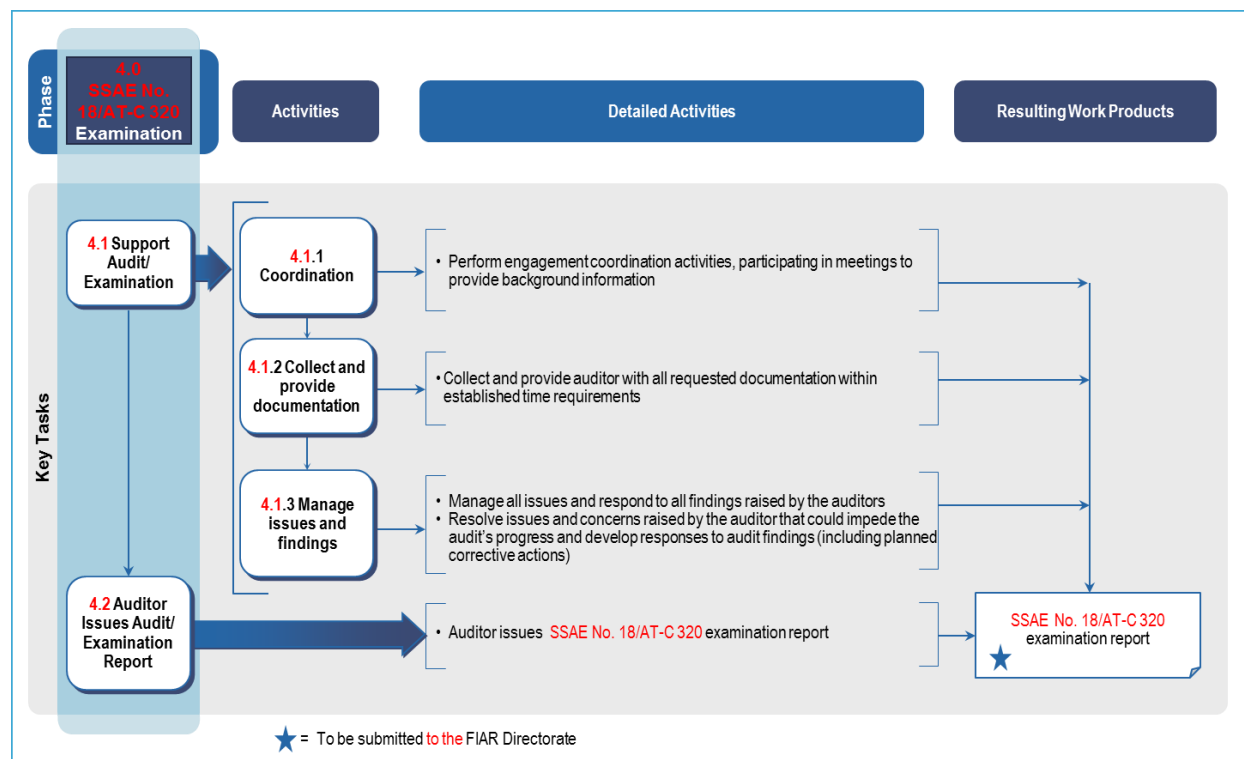 Phase
4.0
SSAE No.
18/AT-C 320
Examination
Activities
Detailed Activities
Resulting Work Products
Key Tasks
4.1 Support
Audit/
Examination
4.1.1
Coordination
• Perform engagement coordination activities, participating in meetings to
provide background information
4.1.2 Collect and
provide
documentation
• Collect and provide auditor with all requested documentation within
established time requirements
4.1.3 Manage
issues and
findings
• Manage all issues and respond to all findings raised by the auditors
• Resolve issues and concerns raised by the auditor that could impede the
audit's progress and develop responses to audit findings (including planned
corrective actions)
4.2 Auditor
Issues Audit/
Examination
Report
• Auditor issues SSAE No. 18/AT-C 320 examination report
SSAE No. 18/AT-C 320
examination report
= To be submitted to the FIAR Directorate